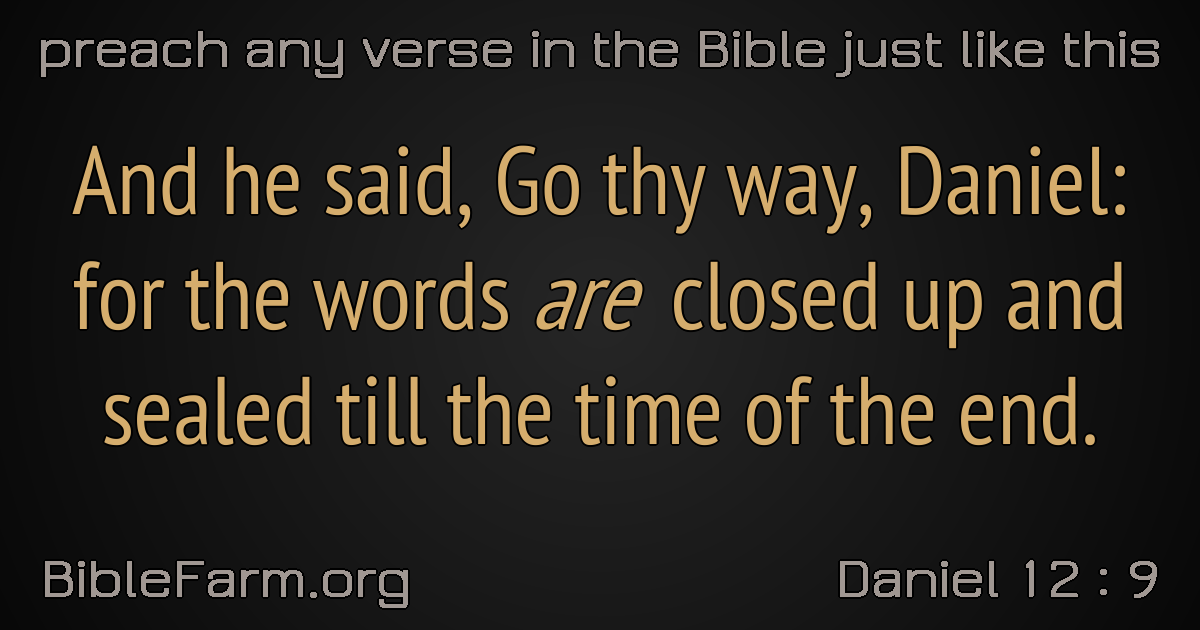 preach any verse in the Bible just like this
And he said, Go thy way, Daniel:
for the words are closed up and
sealed till the time of the end.
BibleFarm.org
Daniel 12 : 9